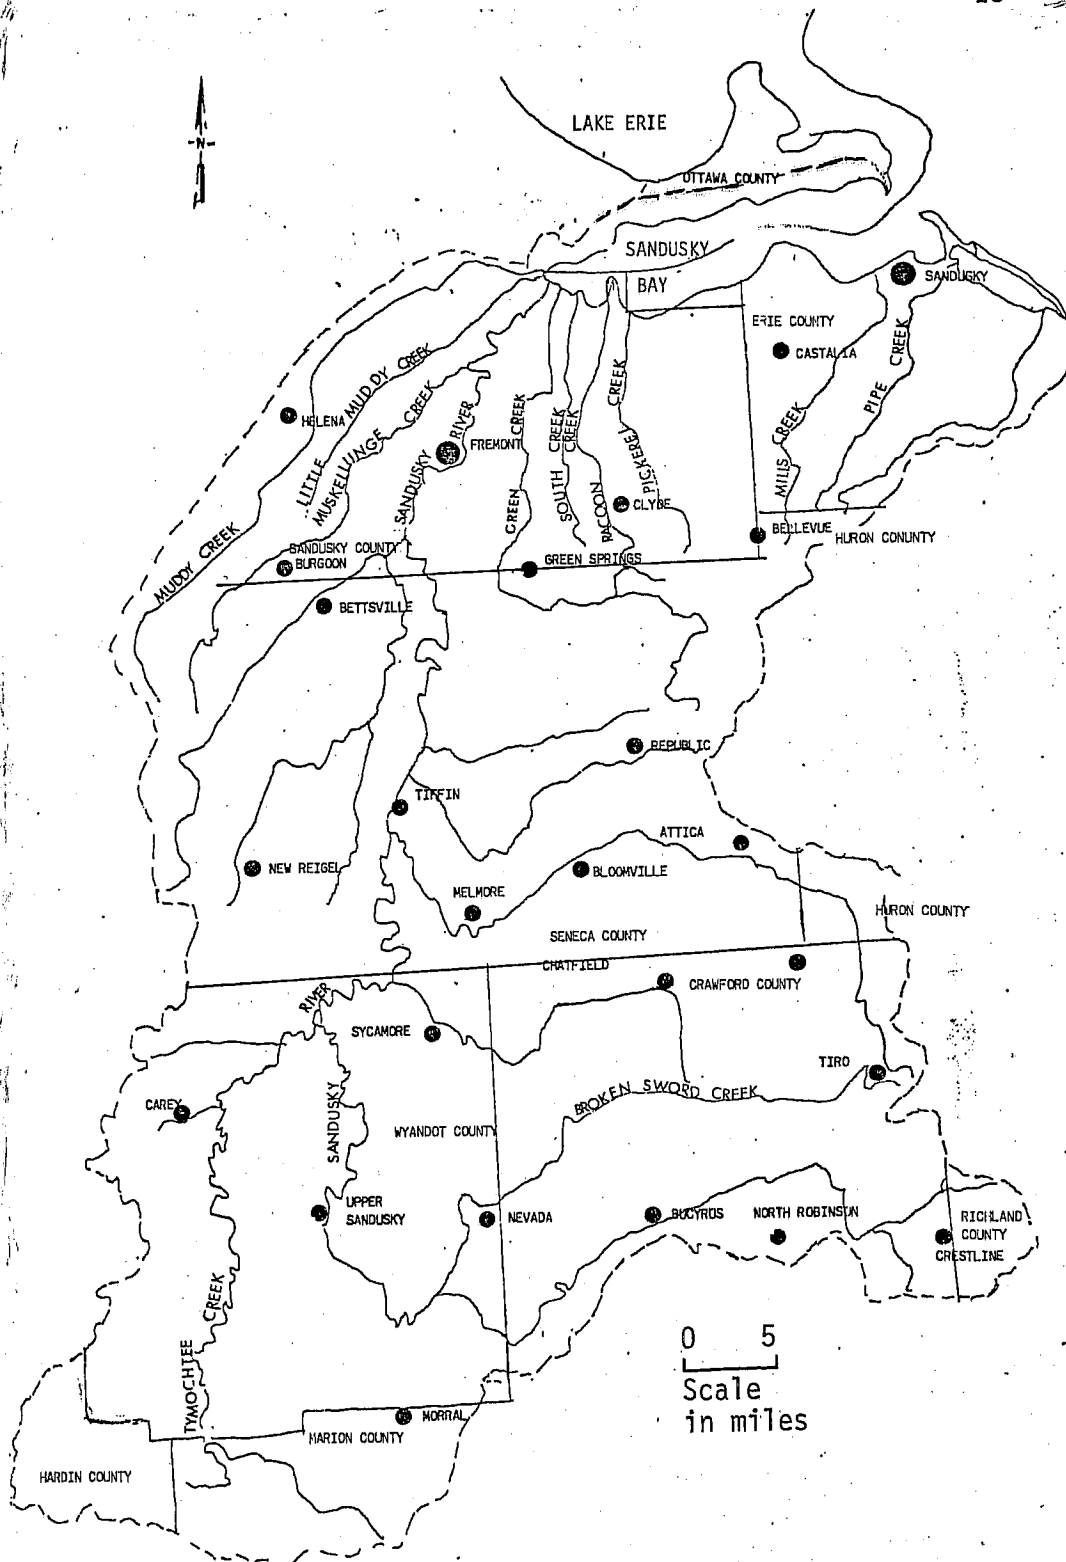 N
LAKE ERIE
OTTAWA COUNTY
SANDUSKY
BAY
SANDUSKY
ERIE COUNTY
CASTALIA
MUDDY CREEK
LITTLE MUDDY CREEK
MUSKELLUNGE CREEK
SANDUSKY RIVER
GREEN CREEK
SOUTH CREEK
RACOON CREEK
PICKEREL CREEK
MILLS CREEK
PIPE CREEK
HELENA
FREMONT
CLYDE
BELLEVUE
HURON CONUNTY
SANDUSKY COUNTY
BURGOON
GREEN SPRINGS
BETTSVILLE
REPUBLIC
TIFFIN
ATTICA
NEW REIGEL
BLOOMVILLE
MELMORE
HURON COUNTY
SENECA COUNTY
CHATFIELD
CRAWFORD COUNTY
SANDUSKY RIVER
SYCAMORE
TIRO
BROKEN SWORD CREEK
CAREY
WYANDOT COUNTY
UPPER
SANDUSKY
NEVADA
BUCYRUS
NORTH ROBINSON
RICHLAND
COUNTY
CRESTLINE
TYMOCHTEE CREEK
0 5
Scale
in miles
MORRAL
MARION COUNTY
HARDIN COUNTY